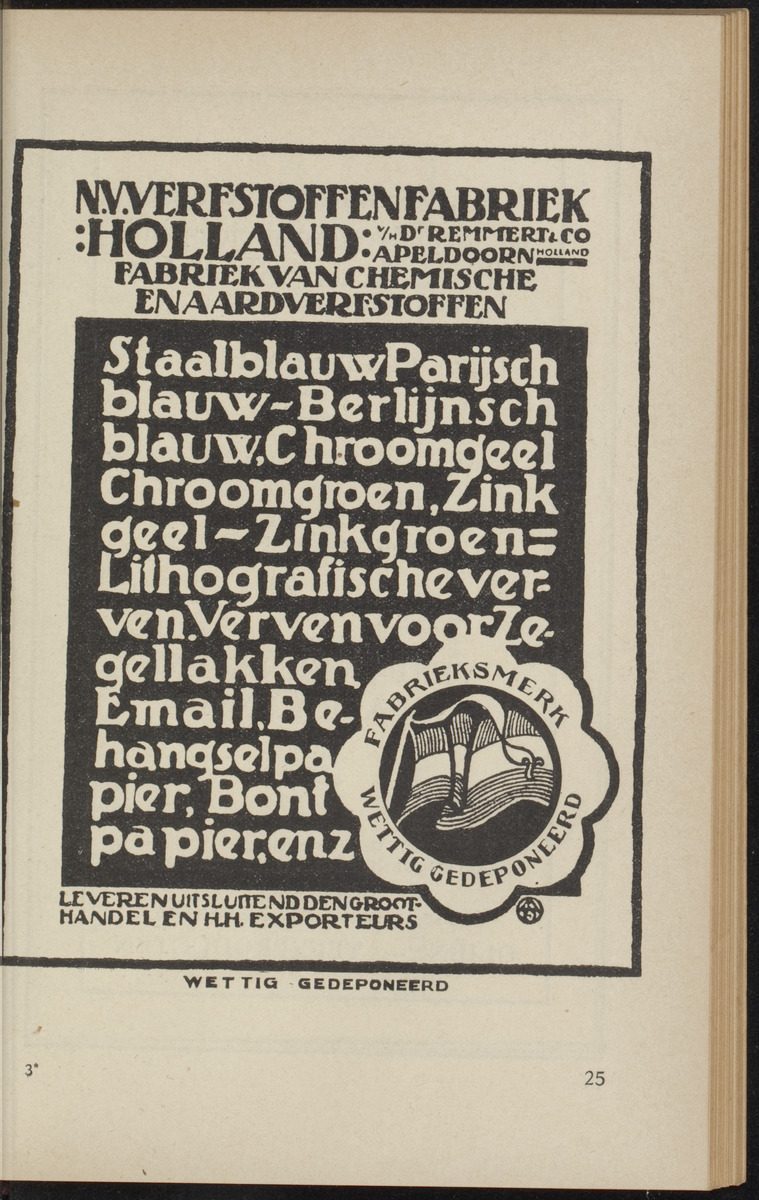 N.V. VERFSTOFFENFABRIEK
:HOLLAND: V/H Dr REMMERT & CO
APELDOORN HOLLAND
FABRIEK VAN CHEMISCHE
EN AARDVERFSTOFFEN
Staalblauw Parijsch
blauw - Berlijnsch
blauw, Chroomgeel
Chroomgroen, Zink
geel - Zinkgroen =
Lithografische ver-
ven. Verven voor Ze-
gellakken
Email, Be-
hangselpa
pier, Bont
papier, enz
FABRIEKSMERK
WETTIG GEDEPONEERD
LEVEREN UITSLUITEND DEN GROOT-
HANDEL EN H.H. EXPORTEURS
WETTIG GEDEPONEERD
3*
25